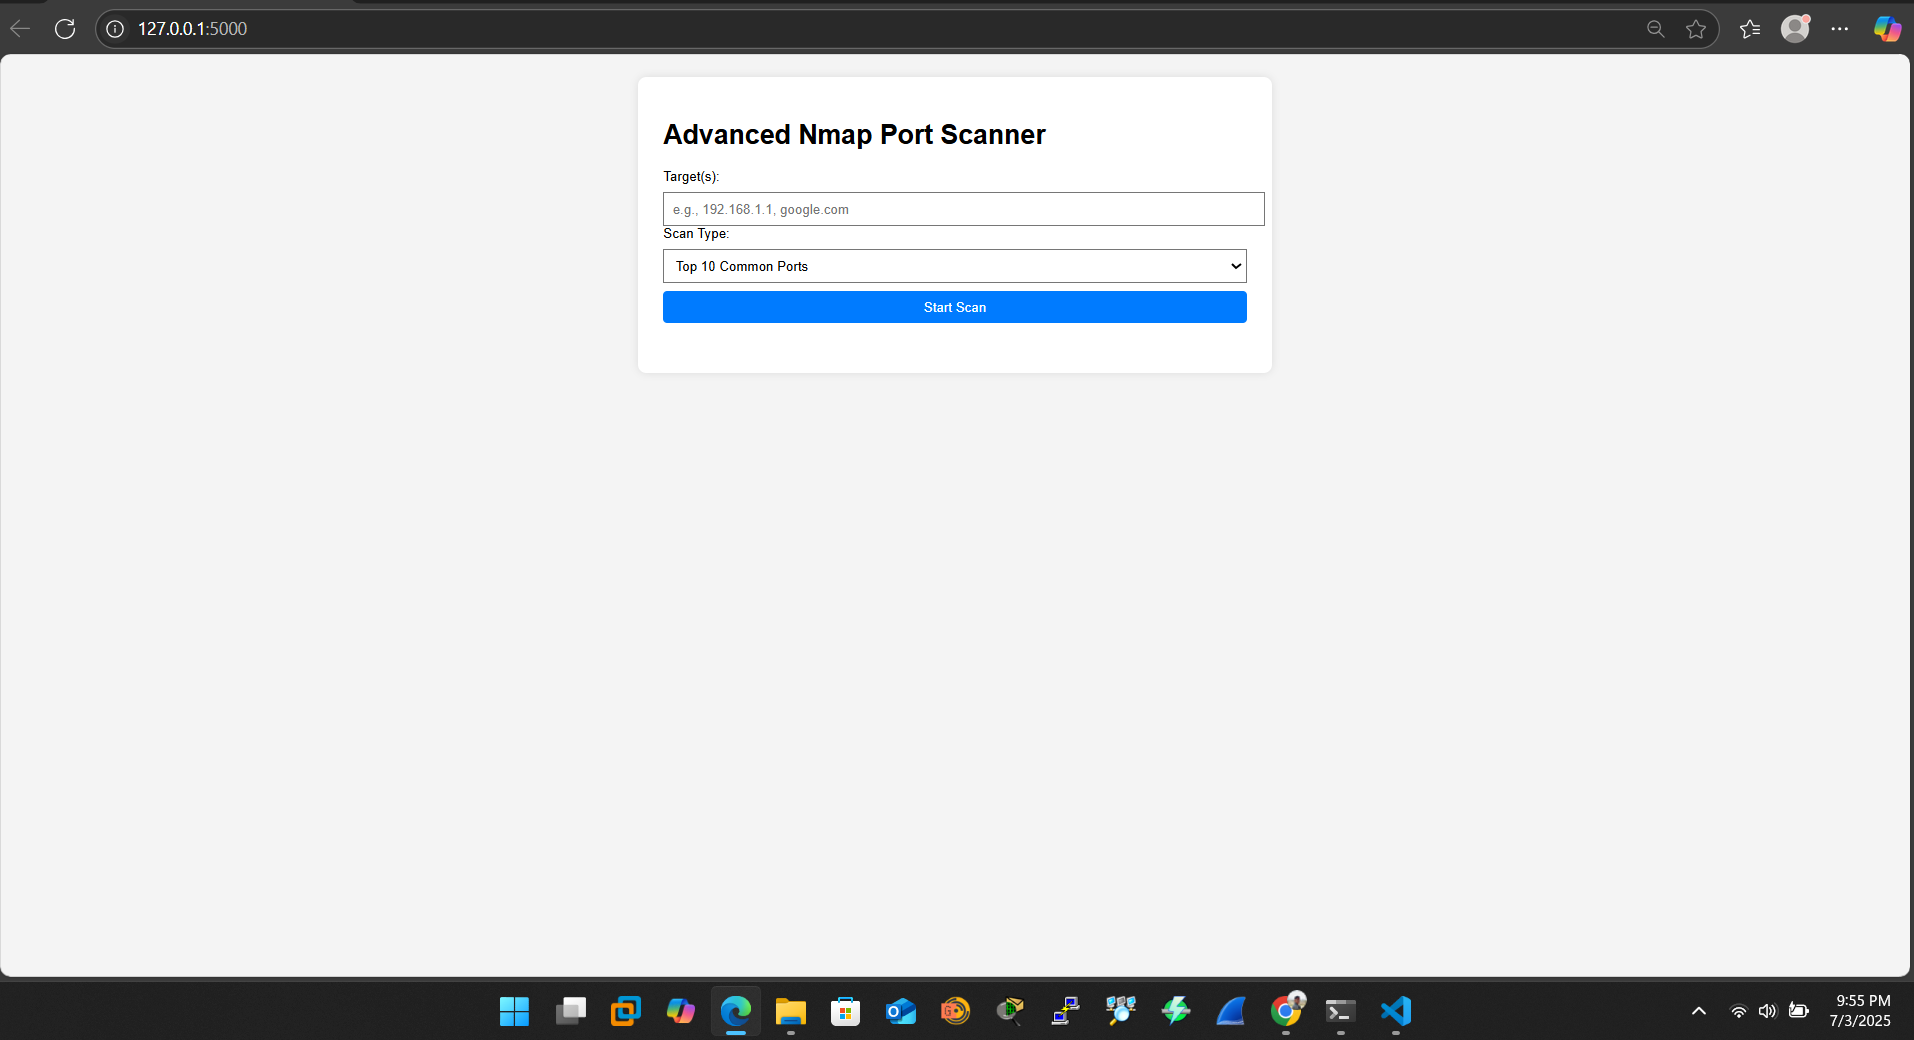 127.0.0.1:5000
Advanced Nmap Port Scanner
Target(s):
e.g., 192.168.1.1, google.com
Scan Type:
Top 10 Common Ports
Start Scan
9:55 PM
7/3/2025